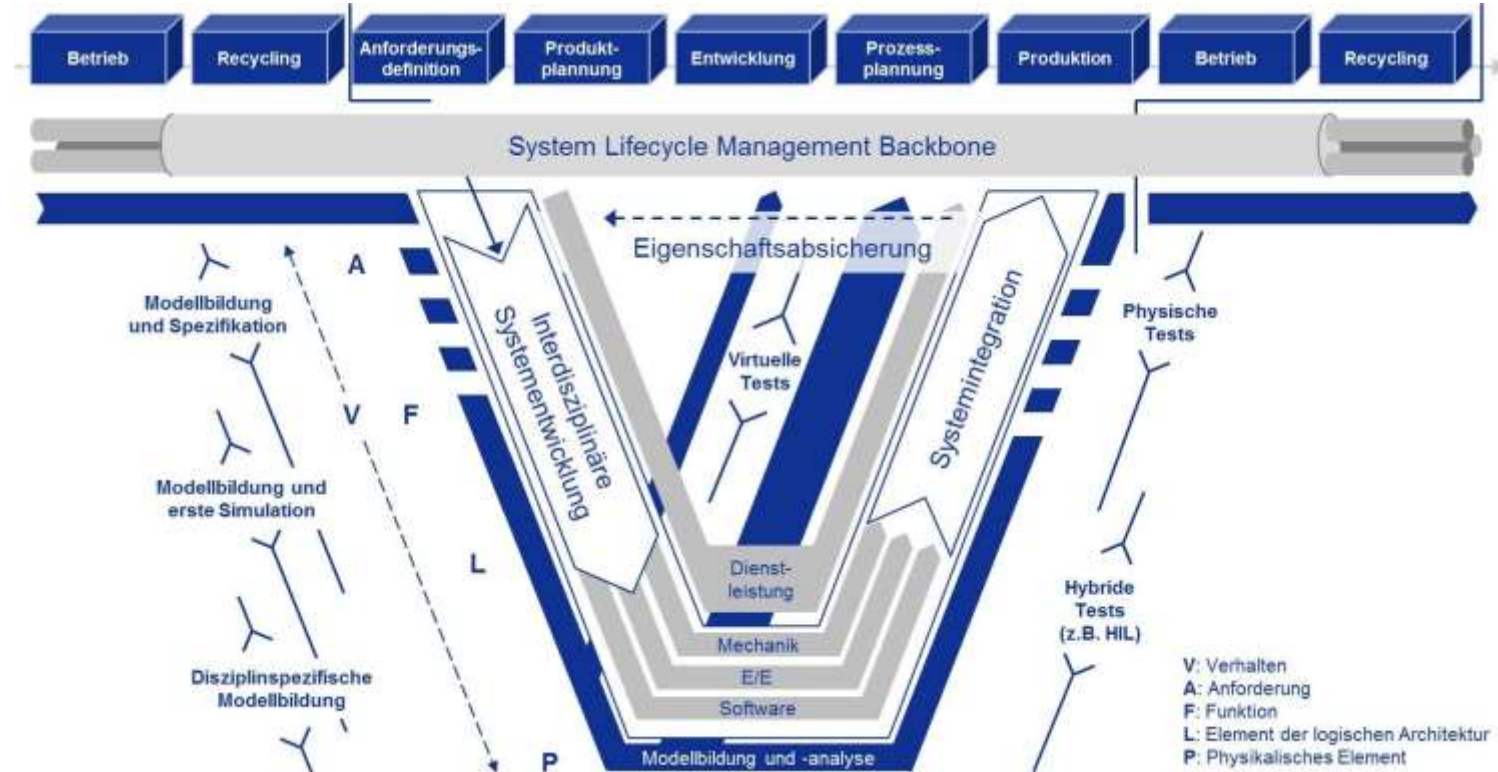 Betrieb
Recycling
Anforderungs-
definition
Produkt-
plannung
Entwicklung
Prozess-
plannung
Produktion
Betrieb
Recycling
System Lifecycle Management Backbone
Eigenschaftsabsicherung
A
Modellbildung
und Spezifikation
Interdisziplinäre
Systementwicklung
Virtuelle
Tests
Systemintegration
Physische
Tests
V
F
Modellbildung und
erste Simulation
L
Dienst-
leistung
Mechanik
E/E
Software
Hybride
Tests
(z.B. HIL)
Disziplinspezifische
Modellbildung
P
Modellbildung und -analyse
V: Verhalten
A: Anforderung
F: Funktion
L: Element der logischen Architektur
P: Physikalisches Element